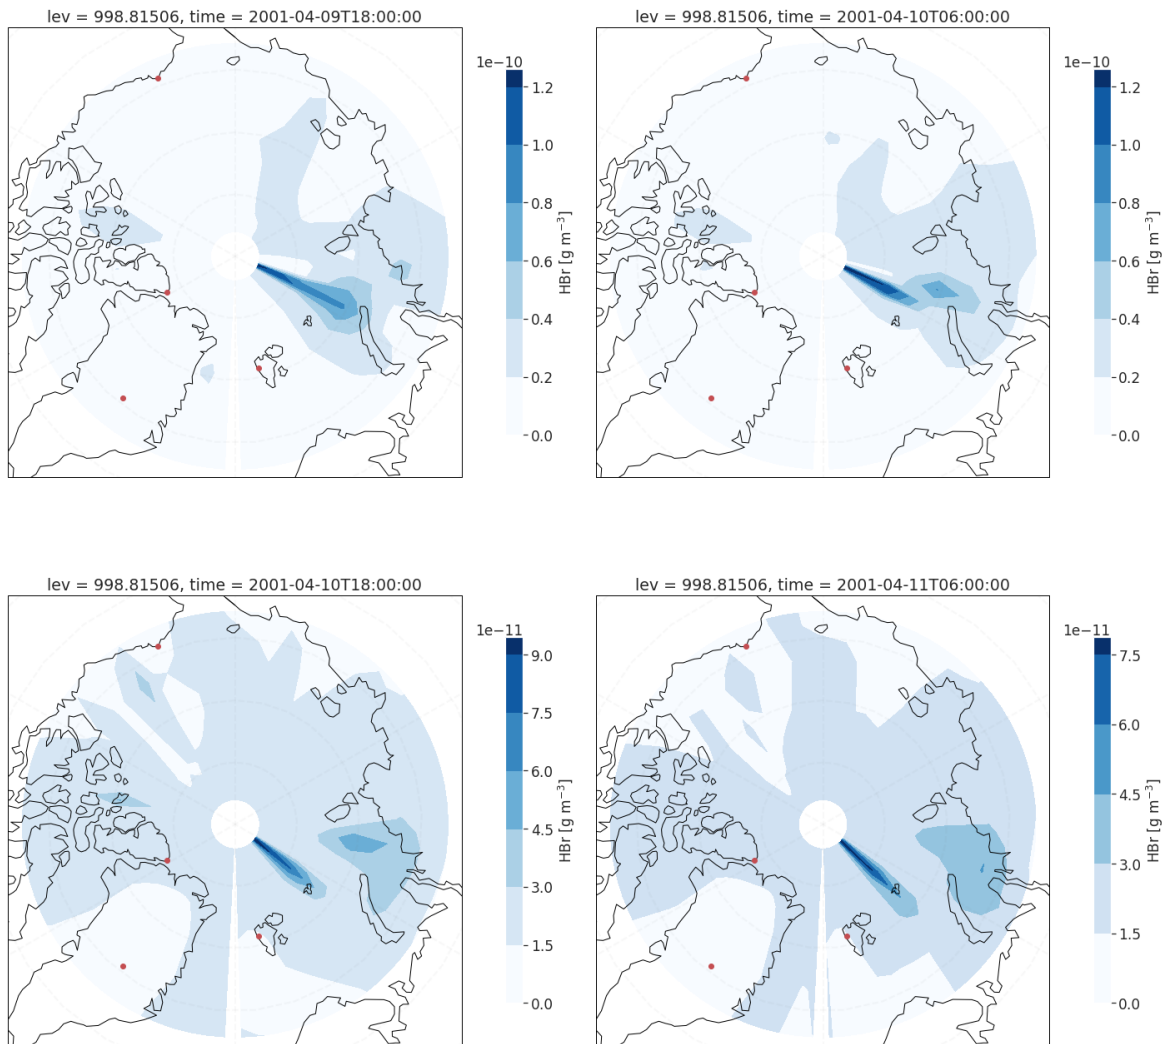 lev = 998.81506, time = 2001-04-09T18:00:00
1e−10
1.2
1.0
0.8
0.6
0.4
0.2
0.0
HBr [g m⁻³]
lev = 998.81506, time = 2001-04-10T06:00:00
1e−10
1.2
1.0
0.8
0.6
0.4
0.2
0.0
HBr [g m⁻³]
lev = 998.81506, time = 2001-04-10T18:00:00
1e−11
9.0
7.5
6.0
4.5
3.0
1.5
0.0
HBr [g m⁻³]
lev = 998.81506, time = 2001-04-11T06:00:00
1e−11
7.5
6.0
4.5
3.0
1.5
0.0
HBr [g m⁻³]